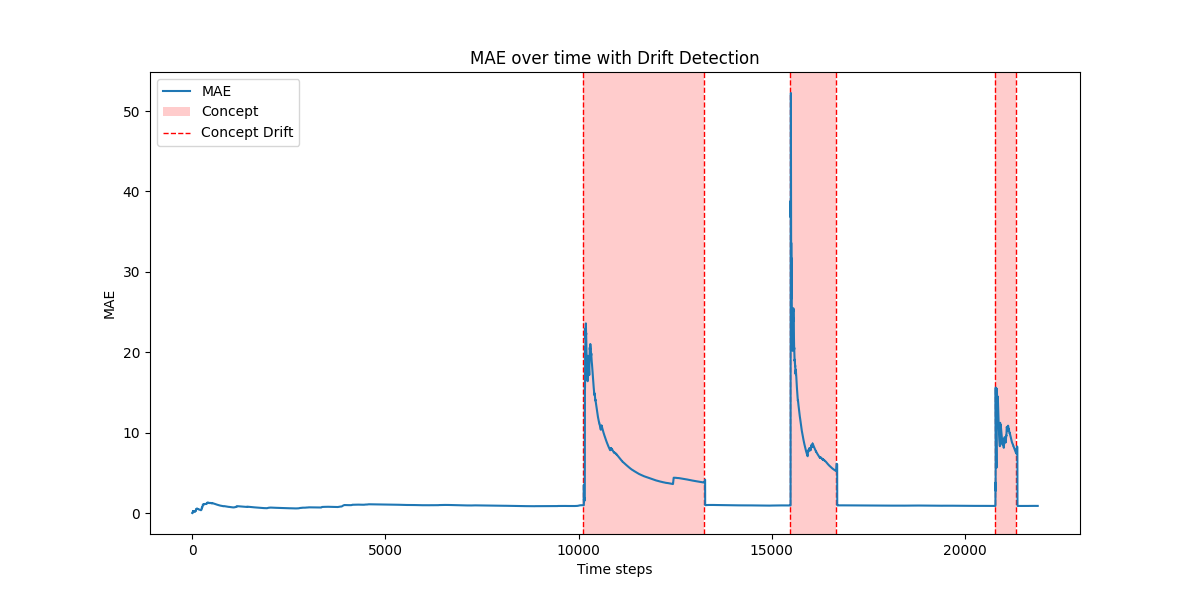 MAE over time with Drift Detection
MAE
Concept
Concept Drift
50
40
30
20
10
0
MAE
0 5000 10000 15000 20000
Time steps